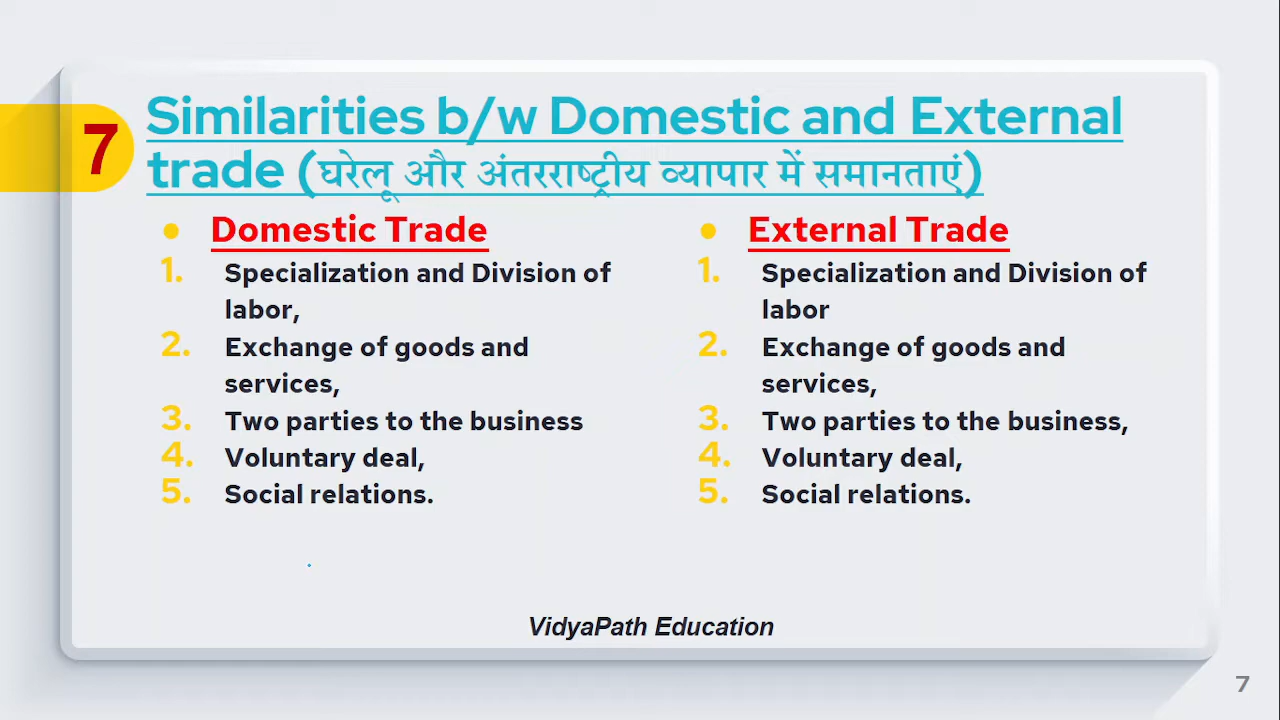 7
Similarities b/w Domestic and External
trade (घरेलू और अंतरराष्ट्रीय व्यापार में समानताएं)
● Domestic Trade
1. Specialization and Division of
labor,
2. Exchange of goods and
services,
3. Two parties to the business
4. Voluntary deal,
5. Social relations.
● External Trade
1. Specialization and Division of
labor
2. Exchange of goods and
services,
3. Two parties to the business,
4. Voluntary deal,
5. Social relations.
VidyaPath Education
7